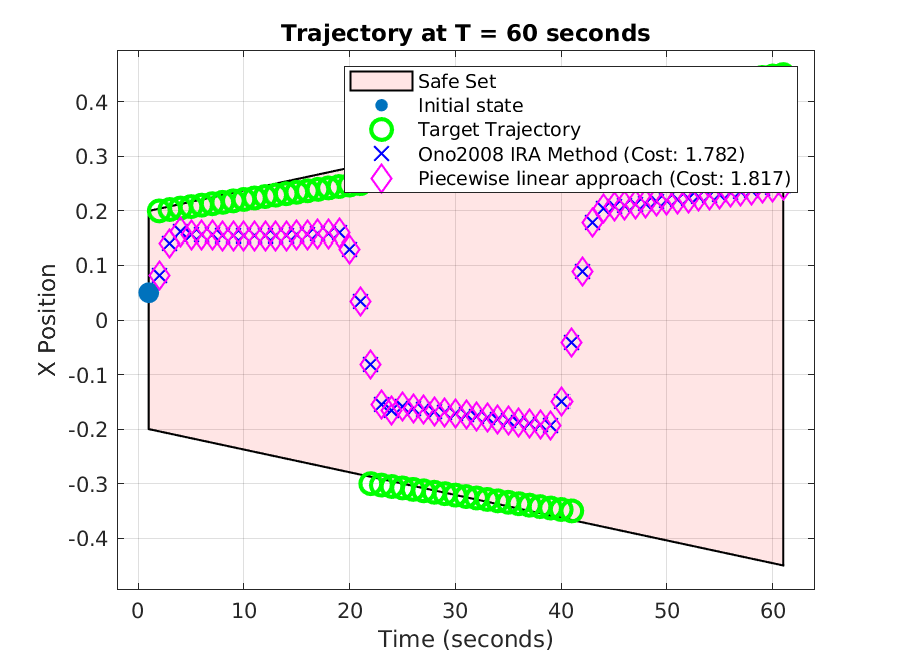 Trajectory at T = 60 seconds
Safe Set
Initial state
Target Trajectory
Ono2008 IRA Method (Cost: 1.782)
Piecewise linear approach (Cost: 1.817)
0.4
0.3
0.2
0.1
0
-0.1
-0.2
-0.3
-0.4
X Position
0 10 20 30 40 50 60
Time (seconds)